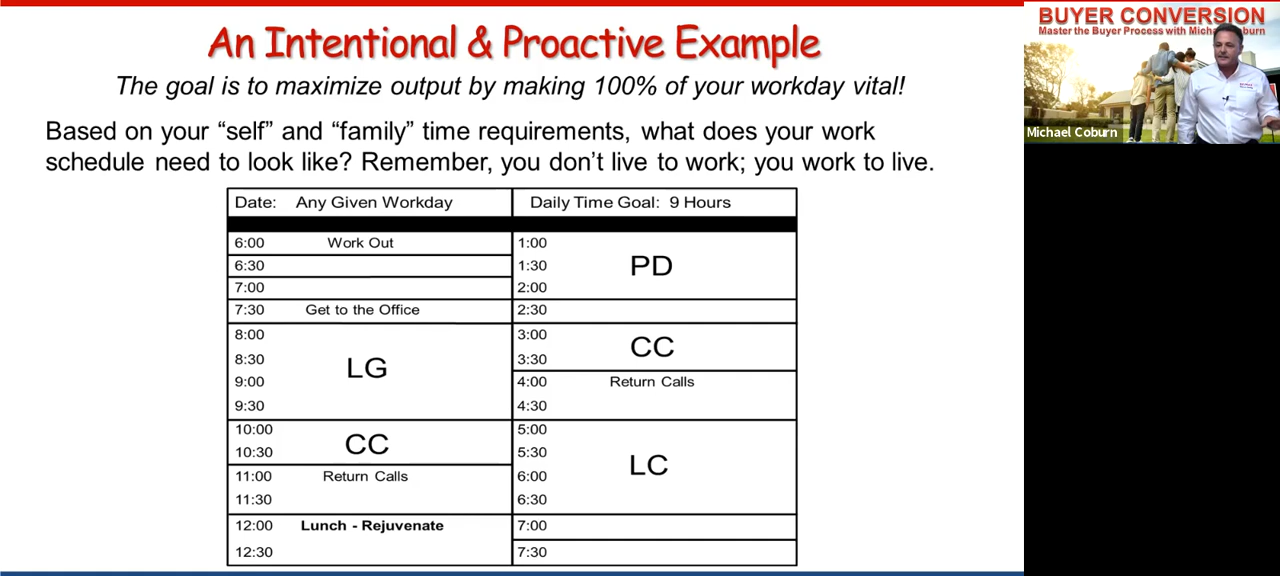 An Intentional & Proactive Example
The goal is to maximize output by making 100% of your workday vital!
Based on your “self” and “family” time requirements, what does your work
schedule need to look like? Remember, you don’t live to work; you work to live.
Date: Any Given Workday
Daily Time Goal: 9 Hours
6:00 Work Out
6:30
7:00
7:30 Get to the Office
8:00
8:30
LG
9:00
9:30
10:00
CC
10:30
11:00 Return Calls
11:30
12:00 Lunch - Rejuvenate
12:30
1:00
1:30 PD
2:00
2:30
3:00
CC
3:30
4:00 Return Calls
4:30
5:00
5:30
LC
6:00
6:30
7:00
7:30
BUYER CONVERSION
Master the Buyer Process with Micha burn
Michael Coburn